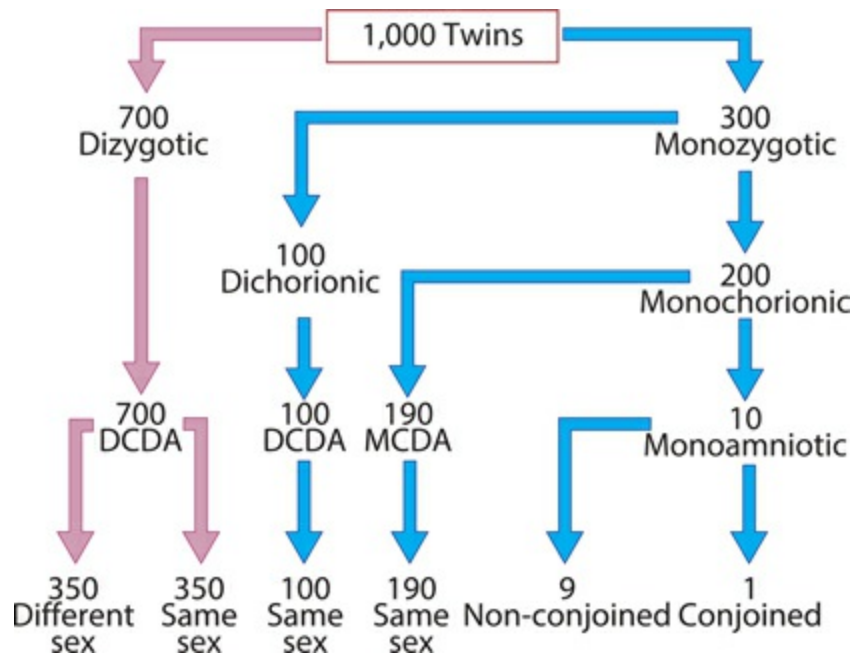 1,000 Twins
700
Dizygotic
300
Monozygotic
100
Dichorionic
200
Monochorionic
700
DCDA
100
DCDA
190
MCDA
10
Monoamniotic
350
Different
sex
350
Same
sex
100
Same
sex
190
Same
sex
9
Non-conjoined
1
Conjoined